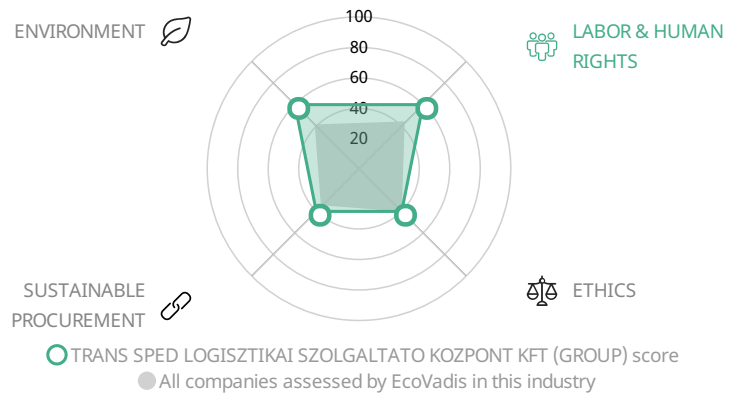 ENVIRONMENT
100
80
60
40
20
LABOR & HUMAN
RIGHTS
SUSTAINABLE
PROCUREMENT
ETHICS
TRANS SPED LOGISZTIKAI SZOLGALTATO KOZPONT KFT (GROUP) score
All companies assessed by EcoVadis in this industry